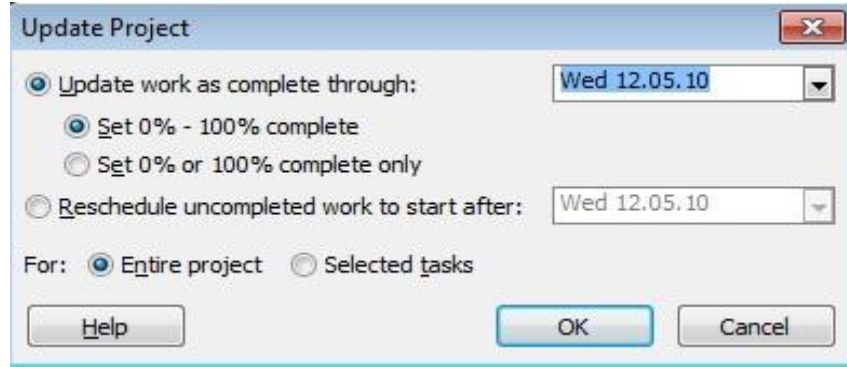 Update Project
Update work as complete through: Wed 12.05.10
Set 0% - 100% complete
Set 0% or 100% complete only
Reschedule uncompleted work to start after: Wed 12.05.10
For: Entire project Selected tasks
Help OK Cancel